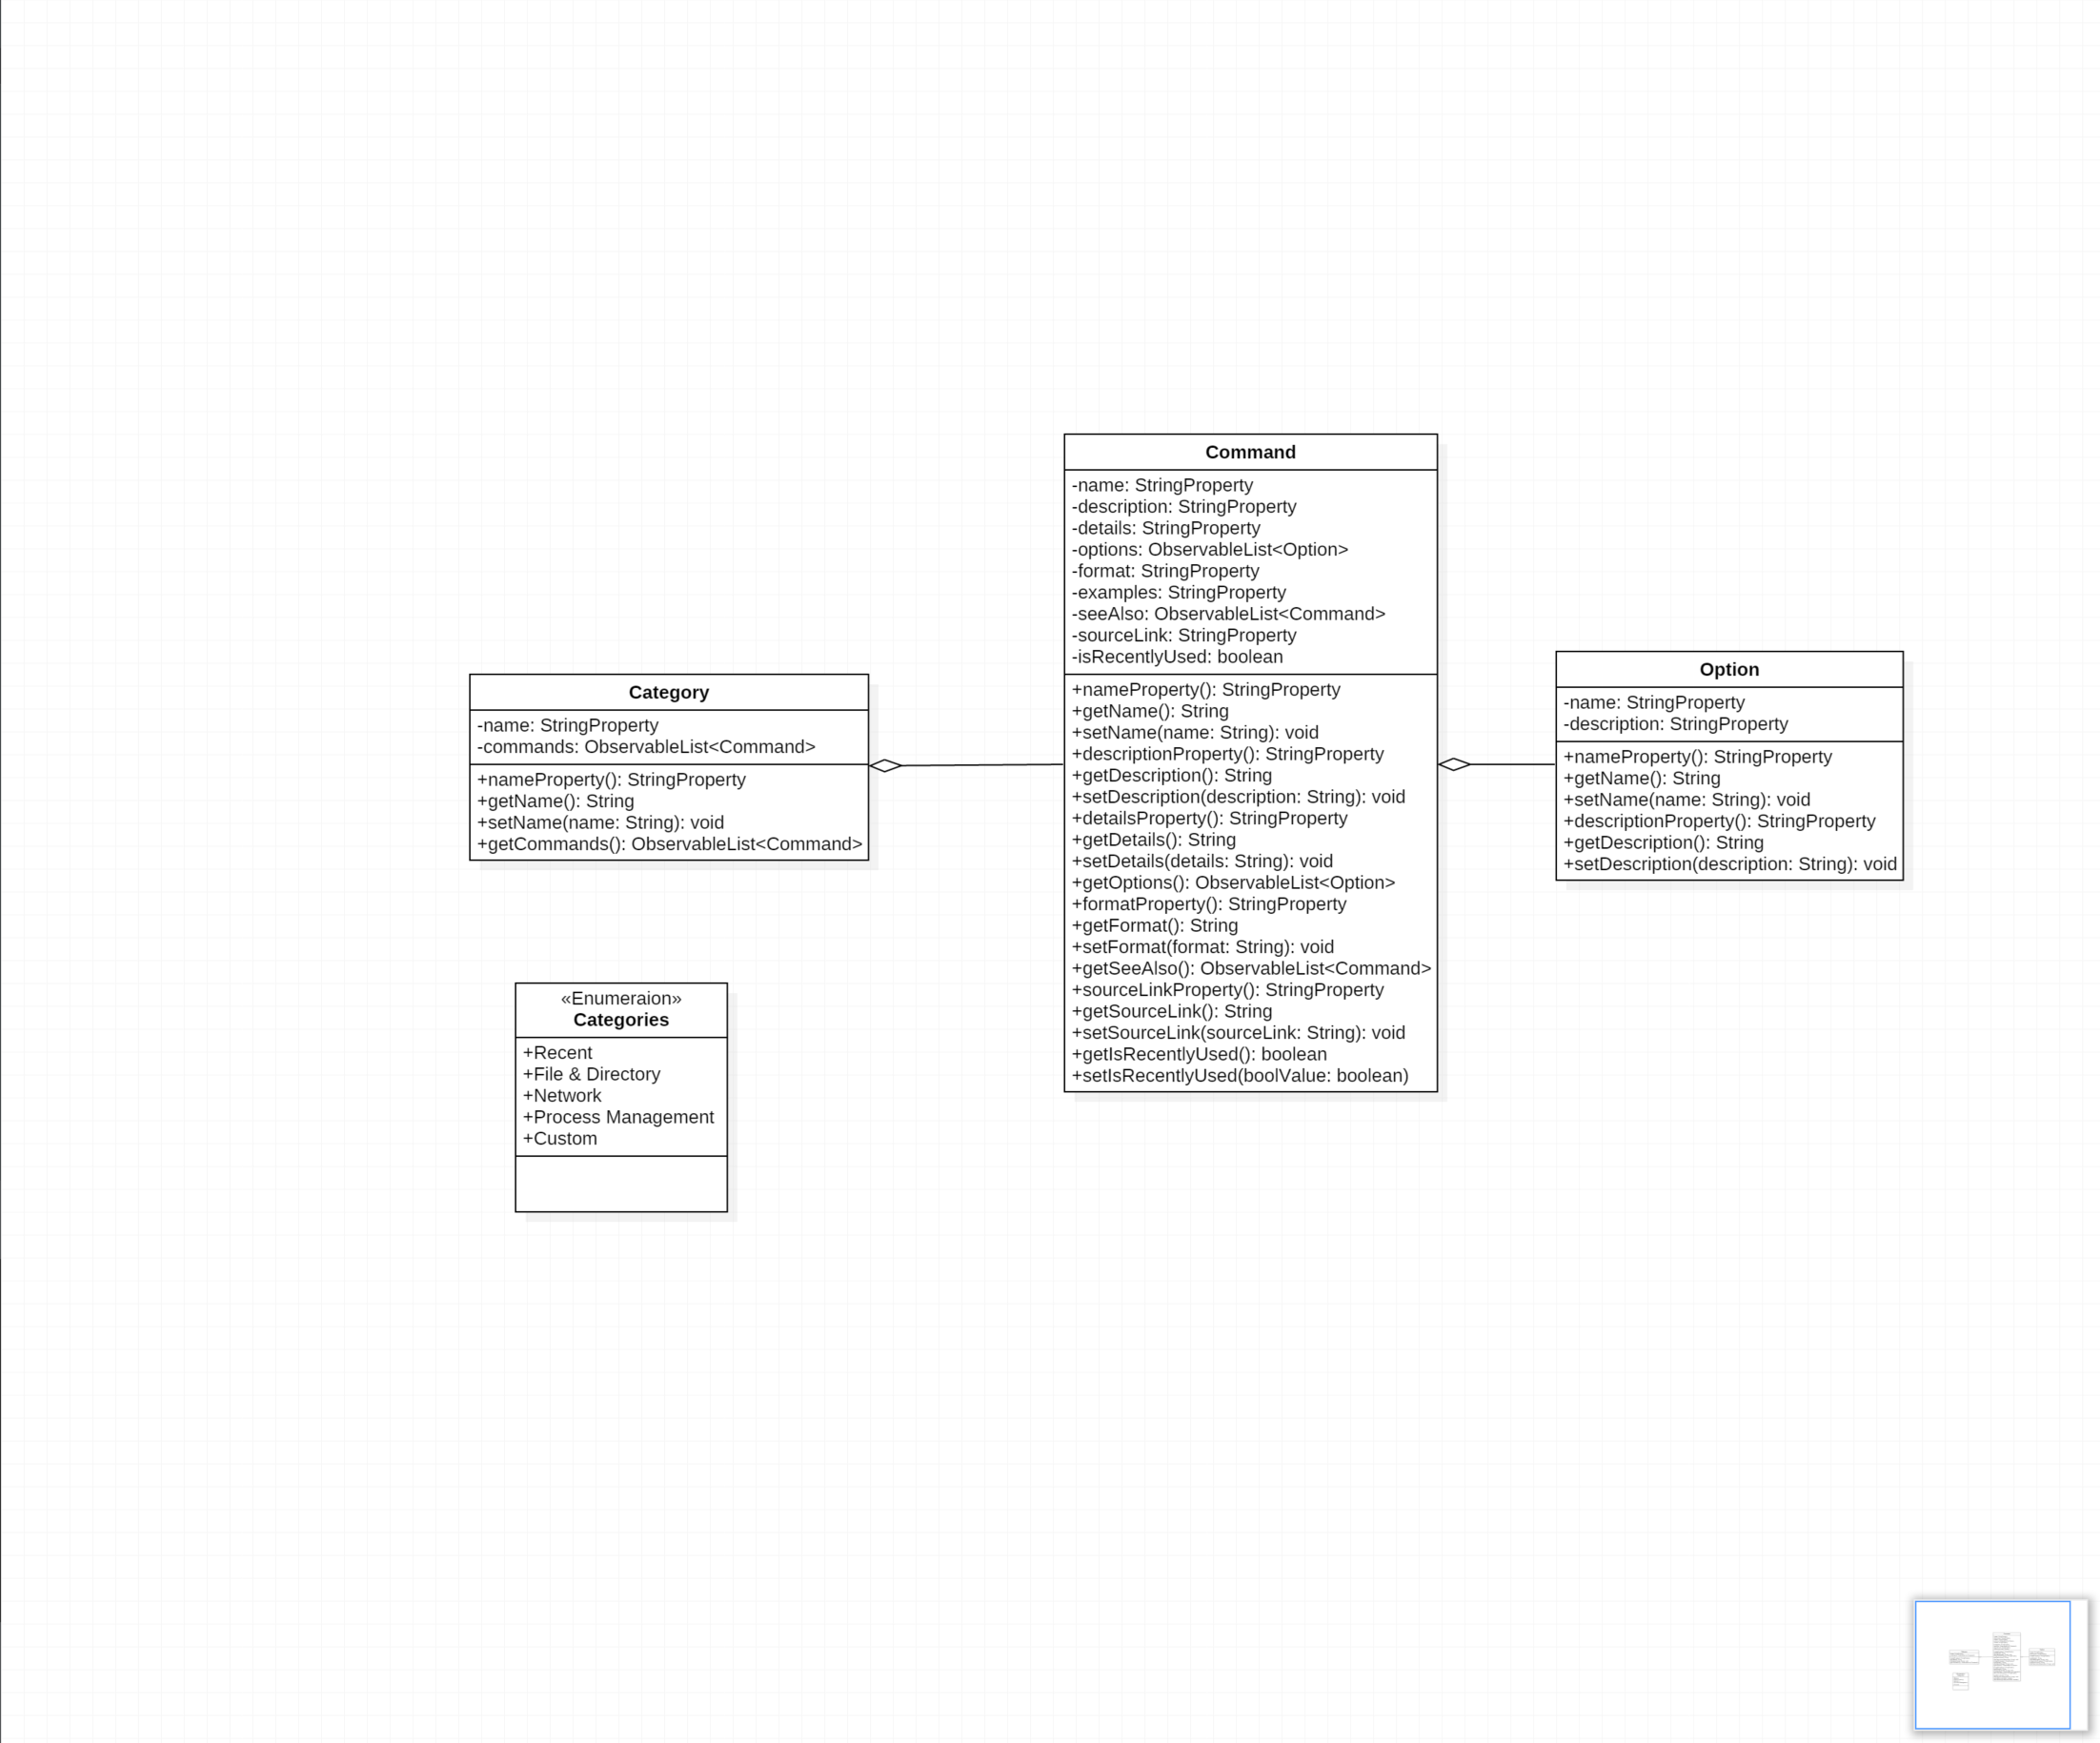 Category
-name: StringProperty
-commands: ObservableList<Command>
+nameProperty(): StringProperty
+getName(): String
+setName(name: String): void
+getCommands(): ObservableList<Command>
«Enumeraion»
Categories
+Recent
+File & Directory
+Network
+Process Management
+Custom
Command
-name: StringProperty
-description: StringProperty
-details: StringProperty
-options: ObservableList<Option>
-format: StringProperty
-examples: StringProperty
-seeAlso: ObservableList<Command>
-sourceLink: StringProperty
-isRecentlyUsed: boolean
+nameProperty(): StringProperty
+getName(): String
+setName(name: String): void
+descriptionProperty(): StringProperty
+getDescription(): String
+setDescription(description: String): void
+detailsProperty(): StringProperty
+getDetails(): String
+setDetails(details: String): void
+getOptions(): ObservableList<Option>
+formatProperty(): StringProperty
+getFormat(): String
+setFormat(format: String): void
+getSeeAlso(): ObservableList<Command>
+sourceLinkProperty(): StringProperty
+getSourceLink(): String
+setSourceLink(sourceLink: String): void
+getIsRecentlyUsed(): boolean
+setIsRecentlyUsed(boolValue: boolean)
Option
-name: StringProperty
-description: StringProperty
+nameProperty(): StringProperty
+getName(): String
+setName(name: String): void
+descriptionProperty(): StringProperty
+getDescription(): String
+setDescription(description: String): void